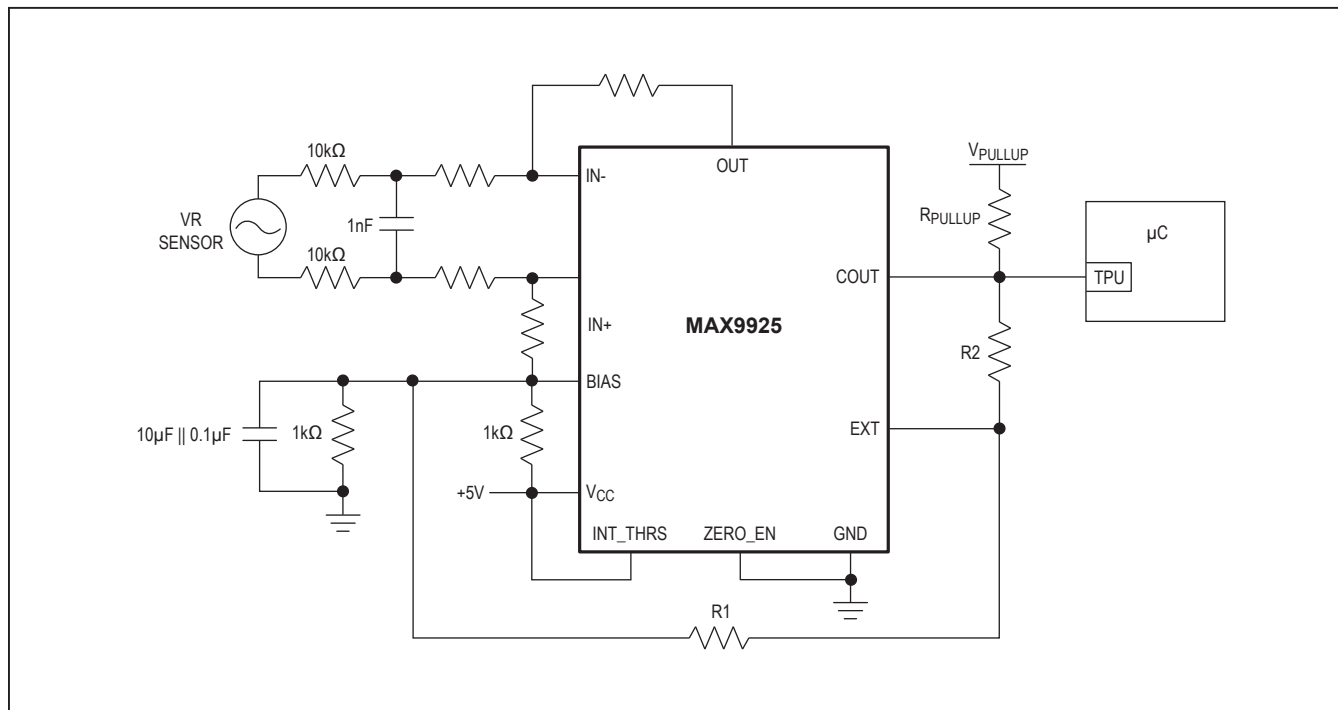 10kΩ
OUT
VPULLUP
IN-
RPULLUP
µC
VR
SENSOR
1nF
10kΩ
COUT
TPU
MAX9925
IN+
R2
BIAS
10µF || 0.1µF
1kΩ
1kΩ
EXT
+5V
VCC
INT_THRS
ZERO_EN
GND
R1